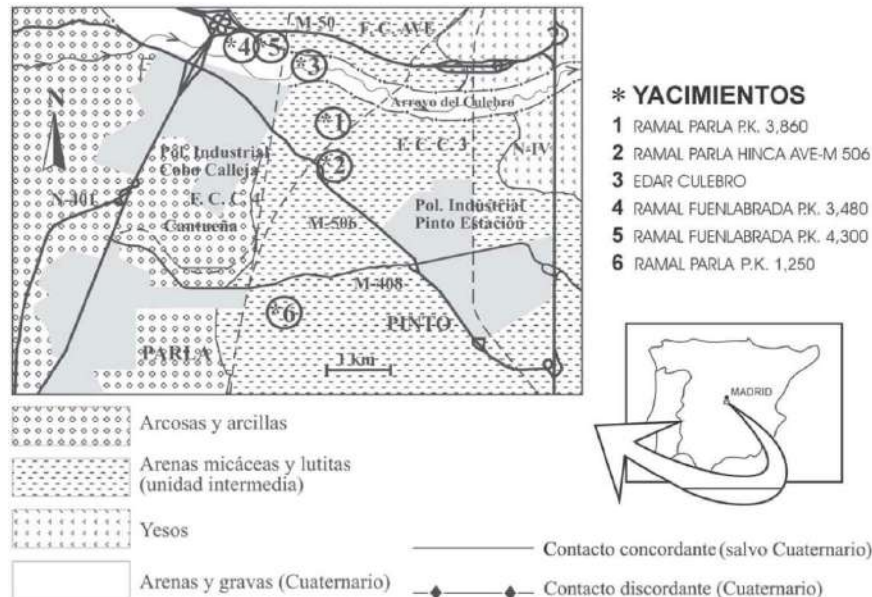 M-50
F. C. AVE
*4
*5
*3
Arroyo del Culebro
N
*1
F. C. C. 3
Pol. Industrial
Cobo Calleja
*2
N-IV
N-401
F. C. C. 4
Pol. Industrial
Pinto Estación
Cantueña
M-506
M-408
*6
PINTO
PARLA
1 km
* YACIMIENTOS
1 RAMAL PARLA P.K. 3,860
2 RAMAL PARLA HINCA AVE-M 506
3 EDAR CULEBRO
4 RAMAL FUENLABRADA P.K. 3,480
5 RAMAL FUENLABRADA P.K. 4,300
6 RAMAL PARLA P.K. 1,250
MADRID
Arcosas y arcillas
Arenas micáceas y lutitas
(unidad intermedia)
Yesos
Arenas y gravas (Cuaternario)
Contacto concordante (salvo Cuaternario)
Contacto discordante (Cuaternario)